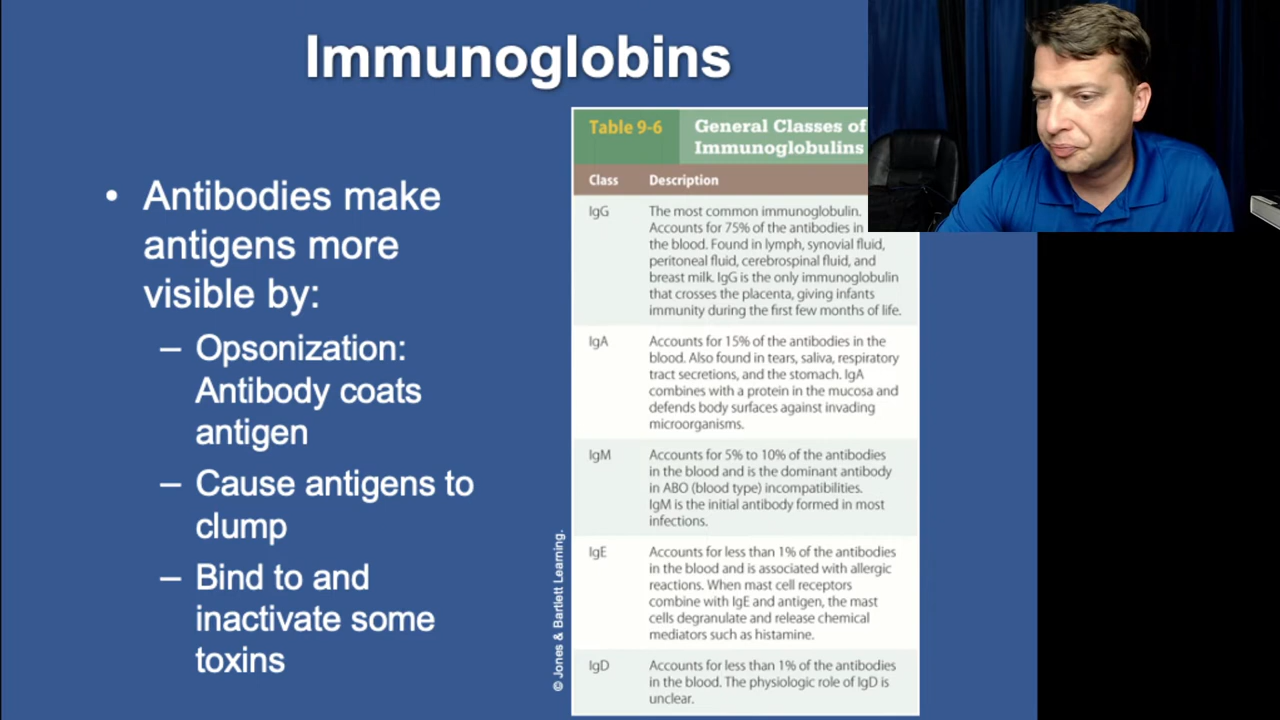 Immunoglobins
• Antibodies make
antigens more
visible by:
– Opsonization:
Antibody coats
antigen
– Cause antigens to
clump
– Bind to and
inactivate some
toxins
© Jones & Bartlett Learning.
Table 9-6
General Classes of
Immunoglobulins
Class Description
IgG The most common immunoglobulin.
Accounts for 75% of the antibodies in
the blood. Found in lymph, synovial fluid,
peritoneal fluid, cerebrospinal fluid, and
breast milk. IgG is the only immunoglobulin
that crosses the placenta, giving infants
immunity during the first few months of life.
IgA Accounts for 15% of the antibodies in the
blood. Also found in tears, saliva, respiratory
tract secretions, and the stomach. IgA
combines with a protein in the mucosa and
defends body surfaces against invading
microorganisms.
IgM Accounts for 5% to 10% of the antibodies
in the blood and is the dominant antibody
in ABO (blood type) incompatibilities.
IgM is the initial antibody formed in most
infections.
IgE Accounts for less than 1% of the antibodies
in the blood and is associated with allergic
reactions. When mast cell receptors
combine with IgE and antigen, the mast
cells degranulate and release chemical
mediators such as histamine.
IgD Accounts for less than 1% of the antibodies
in the blood. The physiologic role of IgD is
unclear.